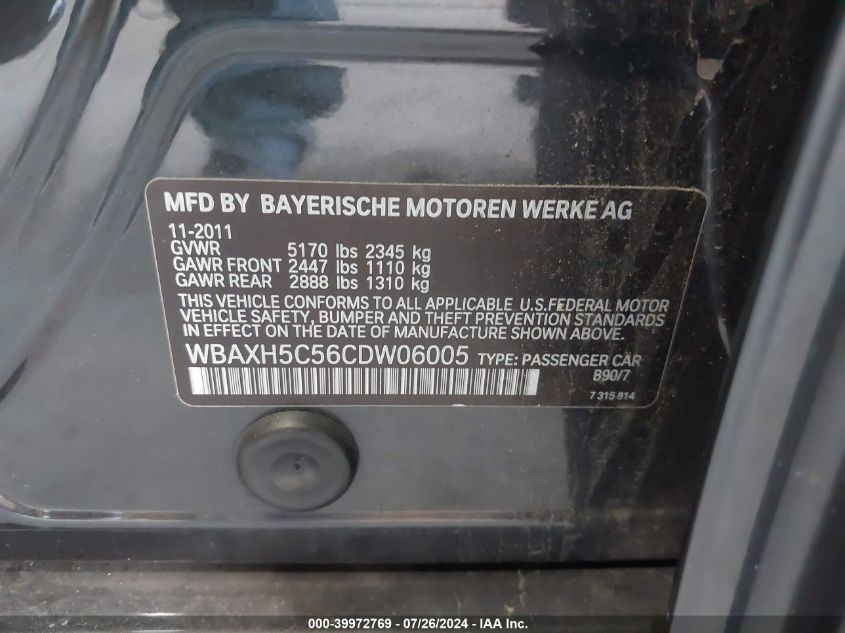 MFD BY BAYERISCHE MOTOREN WERKE AG
11-2011
GVWR 5170 lbs 2345 kg
GAWR FRONT 2447 lbs 1110 kg
GAWR REAR 2888 lbs 1310 kg
THIS VEHICLE CONFORMS TO ALL APPLICABLE U.S.FEDERAL MOTOR
VEHICLE SAFETY, BUMPER AND THEFT PREVENTION STANDARDS
IN EFFECT ON THE DATE OF MANUFACTURE SHOWN ABOVE.
WBAXH5C56CDW06005 TYPE: PASSENGER CAR
B90/7
7 315 814
000-39972769 - 07/26/2024 - IAA, Inc.